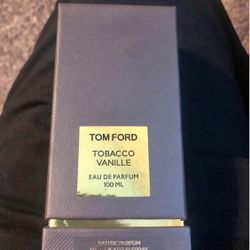 TOM FORD
TOBACCO
VANILLE
EAU DE PARFUM
100 ML
EAU DE PARFUM